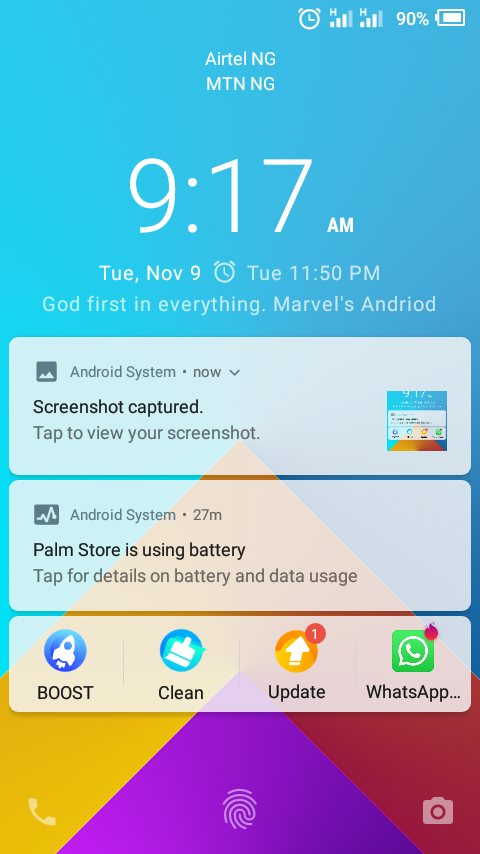 H H 90%
Airtel NG
MTN NG
9:17 AM
Tue, Nov 9 Tue 11:50 PM
God first in everything. Marvel's Andriod
Android System • now
Screenshot captured.
Tap to view your screenshot.
Android System • 27m
Palm Store is using battery
Tap for details on battery and data usage
1
BOOST Clean Update WhatsApp...